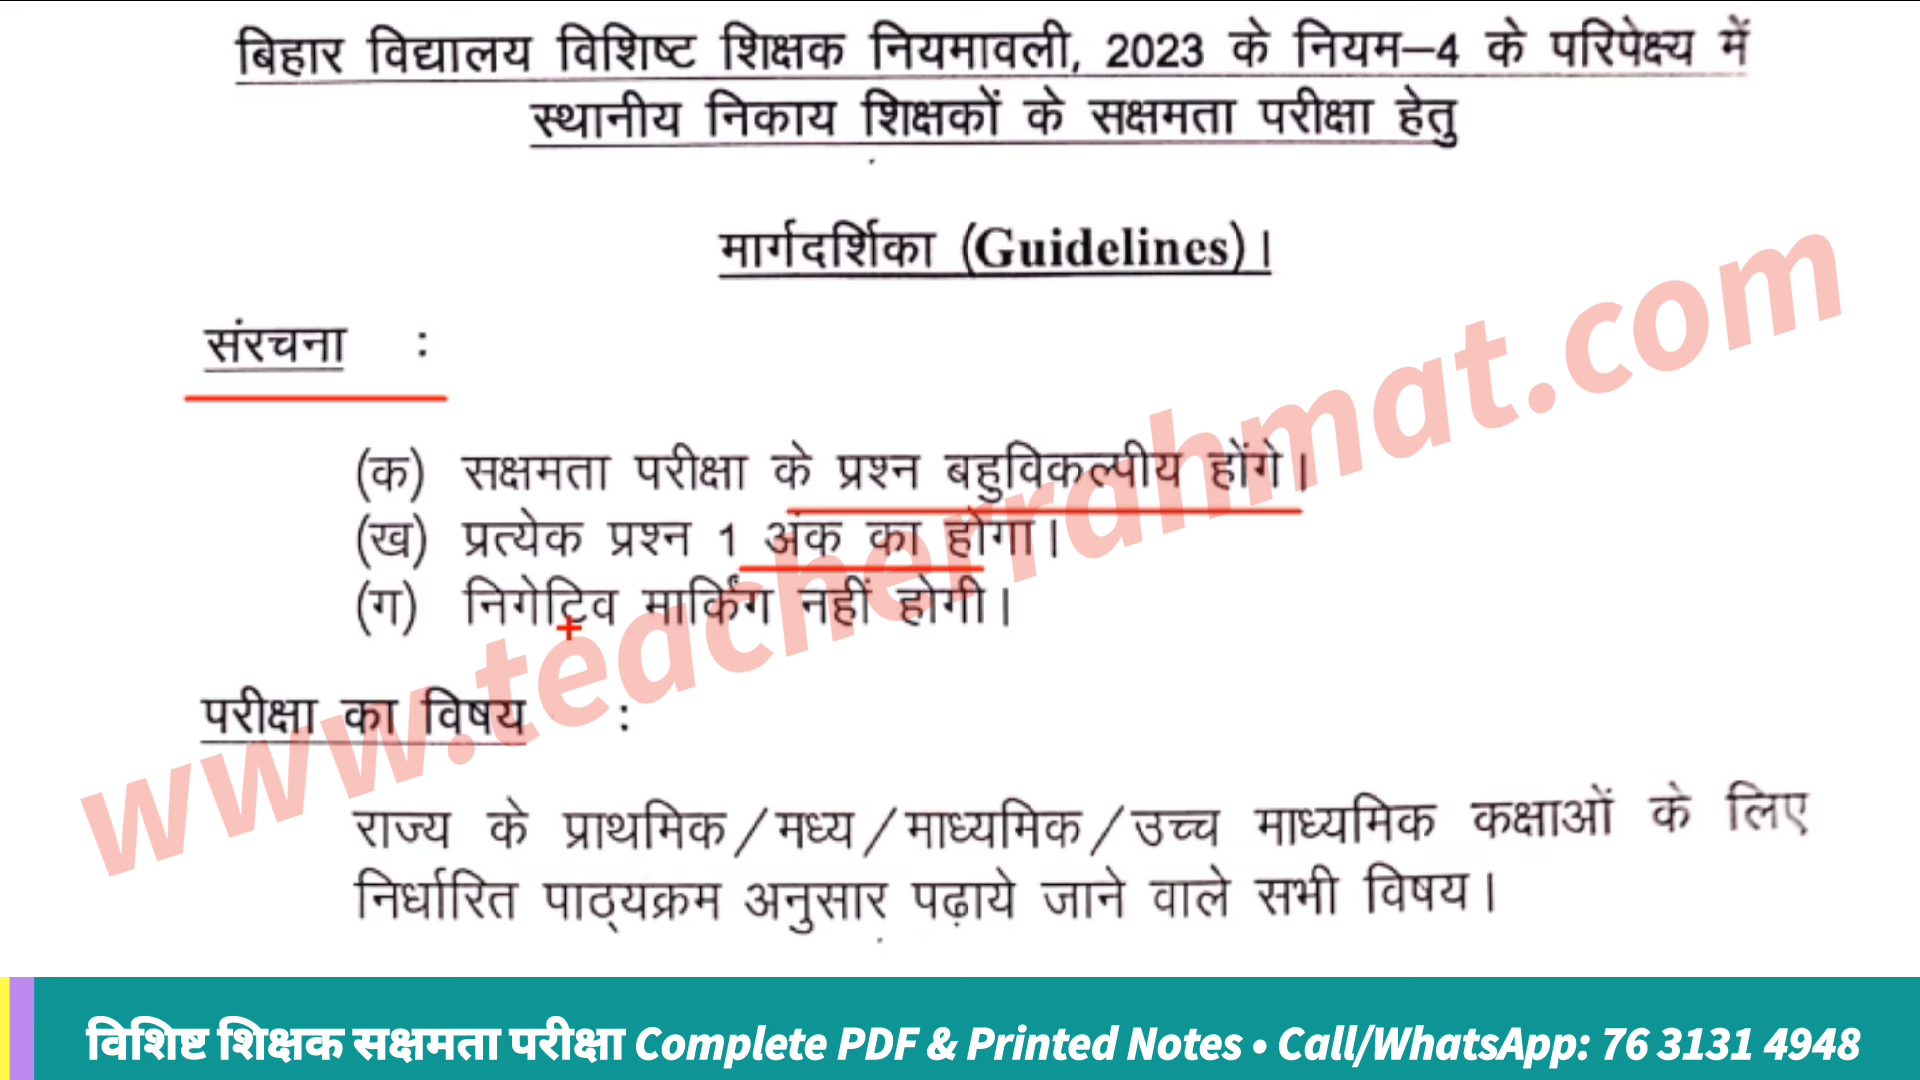 बिहार विद्यालय विशिष्ट शिक्षक नियमावली, 2023 के नियम–4 के परिपेक्ष्य में
स्थानीय निकाय शिक्षकों के सक्षमता परीक्षा हेतु
मार्गदर्शिका (Guidelines)।
संरचना :
(क) सक्षमता परीक्षा के प्रश्न बहुविकल्पीय होंगे।
(ख) प्रत्येक प्रश्न 1 अंक का होगा।
(ग) निगेटिव मार्किंग नहीं होगी।
परीक्षा का विषय :
राज्य के प्राथमिक/मध्य/माध्यमिक/उच्च माध्यमिक कक्षाओं के लिए
निर्धारित पाठ्यक्रम अनुसार पढ़ाये जाने वाले सभी विषय।
www.teacherrahmat.com
विशिष्ट शिक्षक सक्षमता परीक्षा Complete PDF & Printed Notes • Call/WhatsApp: 76 3131 4948